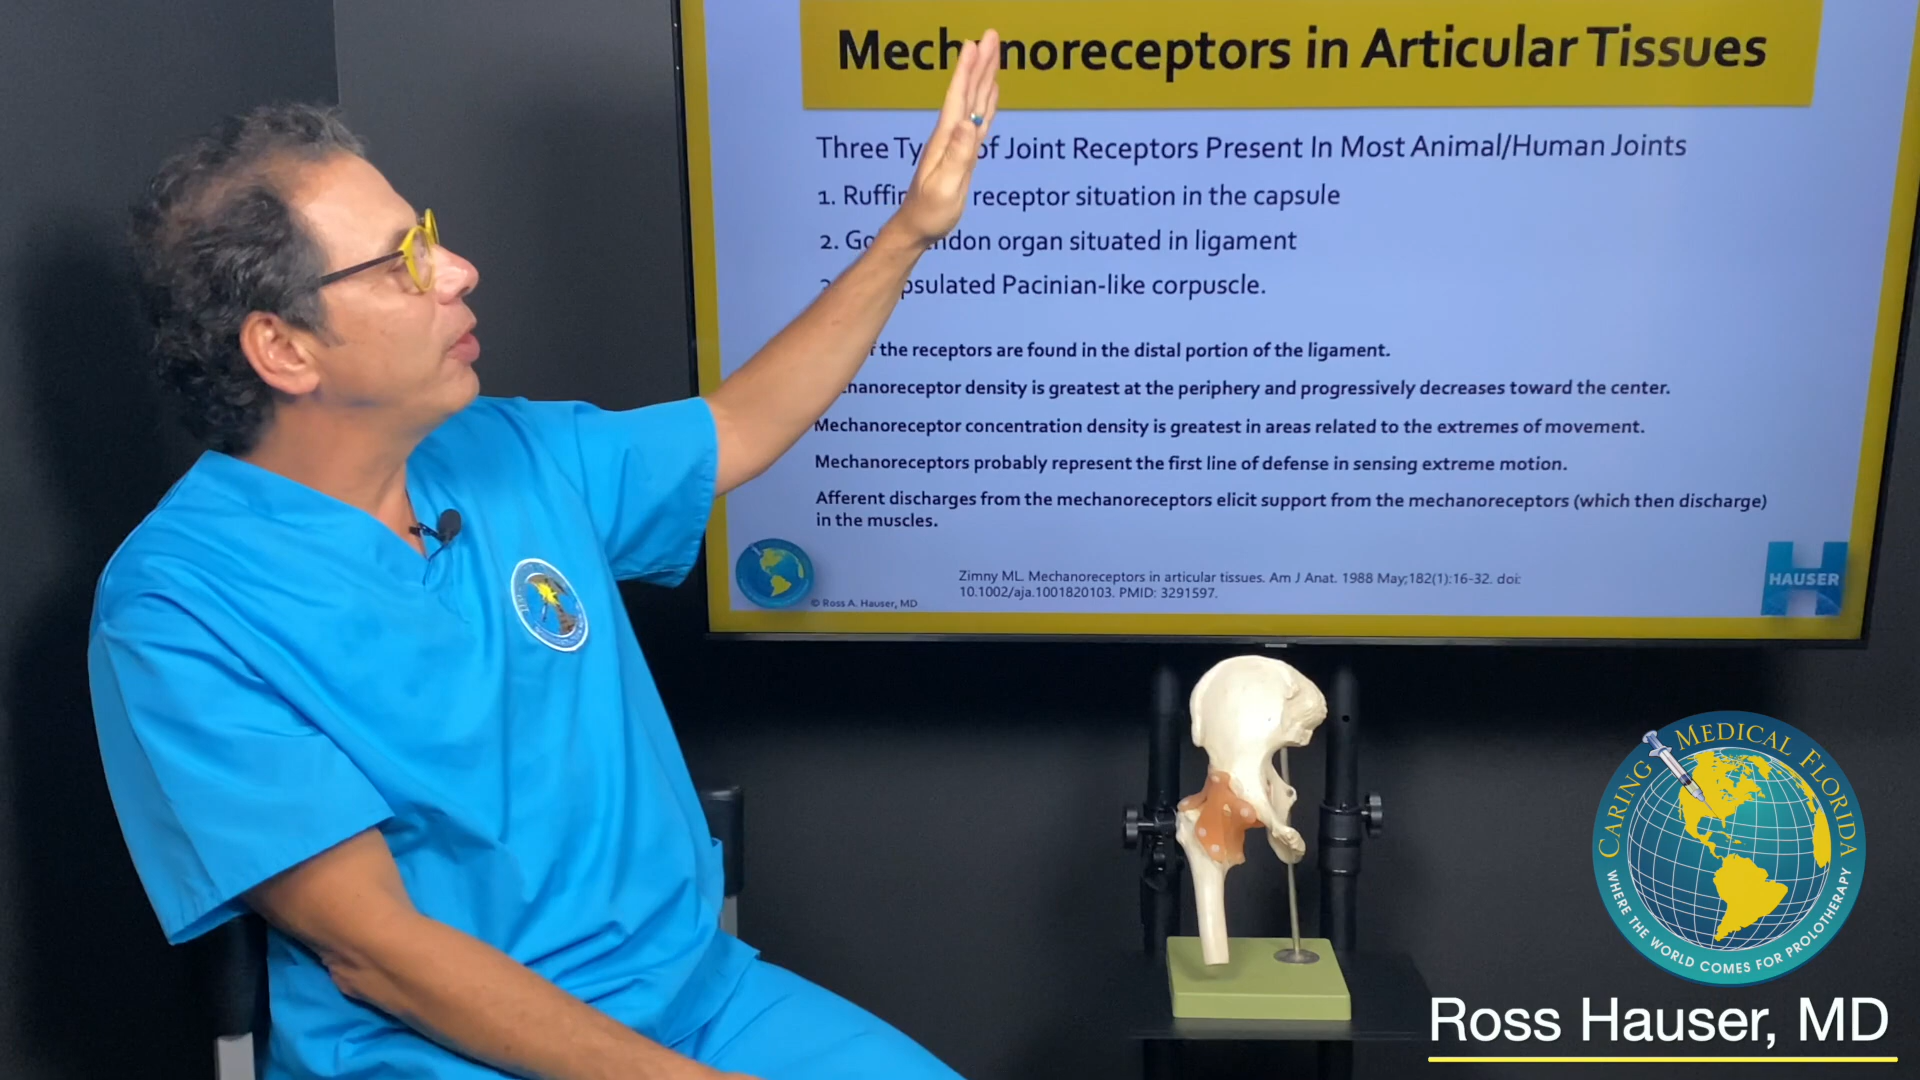 Mech noreceptors in Articular Tissues
Three Ty of Joint Receptors Present In Most Animal/Human Joints
1. Ruffin receptor situation in the capsule
2. Go ndon organ situated in ligament
psulated Pacinian-like corpuscle.
f the receptors are found in the distal portion of the ligament.
hanoreceptor density is greatest at the periphery and progressively decreases toward the center.
Mechanoreceptor concentration density is greatest in areas related to the extremes of movement.
Mechanoreceptors probably represent the first line of defense in sensing extreme motion.
Afferent discharges from the mechanoreceptors elicit support from the mechanoreceptors (which then discharge)
in the muscles.
Zimny ML. Mechanoreceptors in articular tissues. Am J Anat. 1988 May;182(1):16-32. doi:
10.1002/aja.1001820103. PMID: 3291597.
© Ross A. Hauser, MD
HAUSER
CARING MEDICAL FLORIDA
WHERE THE WORLD COMES FOR PROLOTHERAPY
Ross Hauser, MD